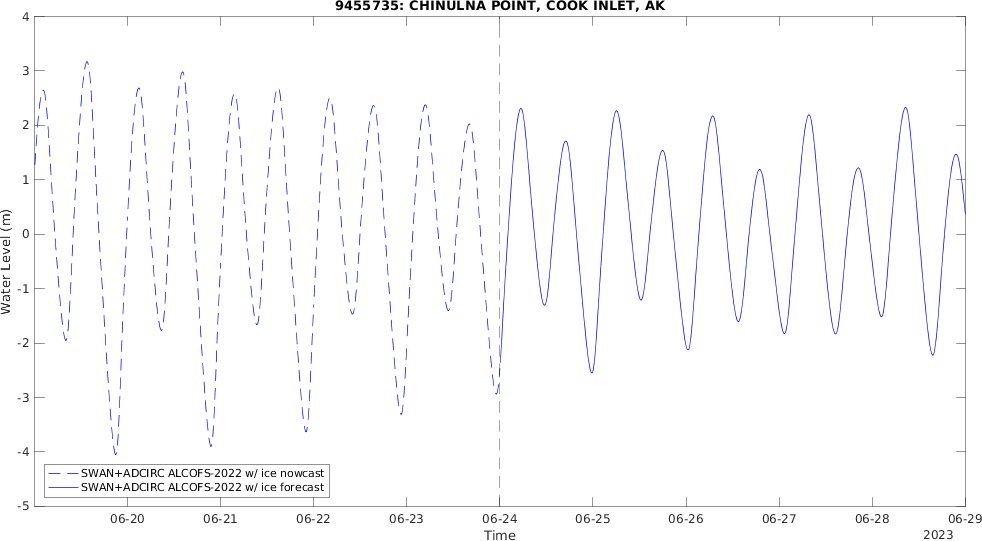 9455735: CHINULNA POINT, COOK INLET, AK
4
3
2
1
0
-1
-2
-3
-4
-5
Water Level (m)
SWAN+ADCIRC ALCOFS-2022 w/ ice nowcast
SWAN+ADCIRC ALCOFS-2022 w/ ice forecast
06-20 06-21 06-22 06-23 06-24 06-25 06-26 06-27 06-28 06-29
Time
2023